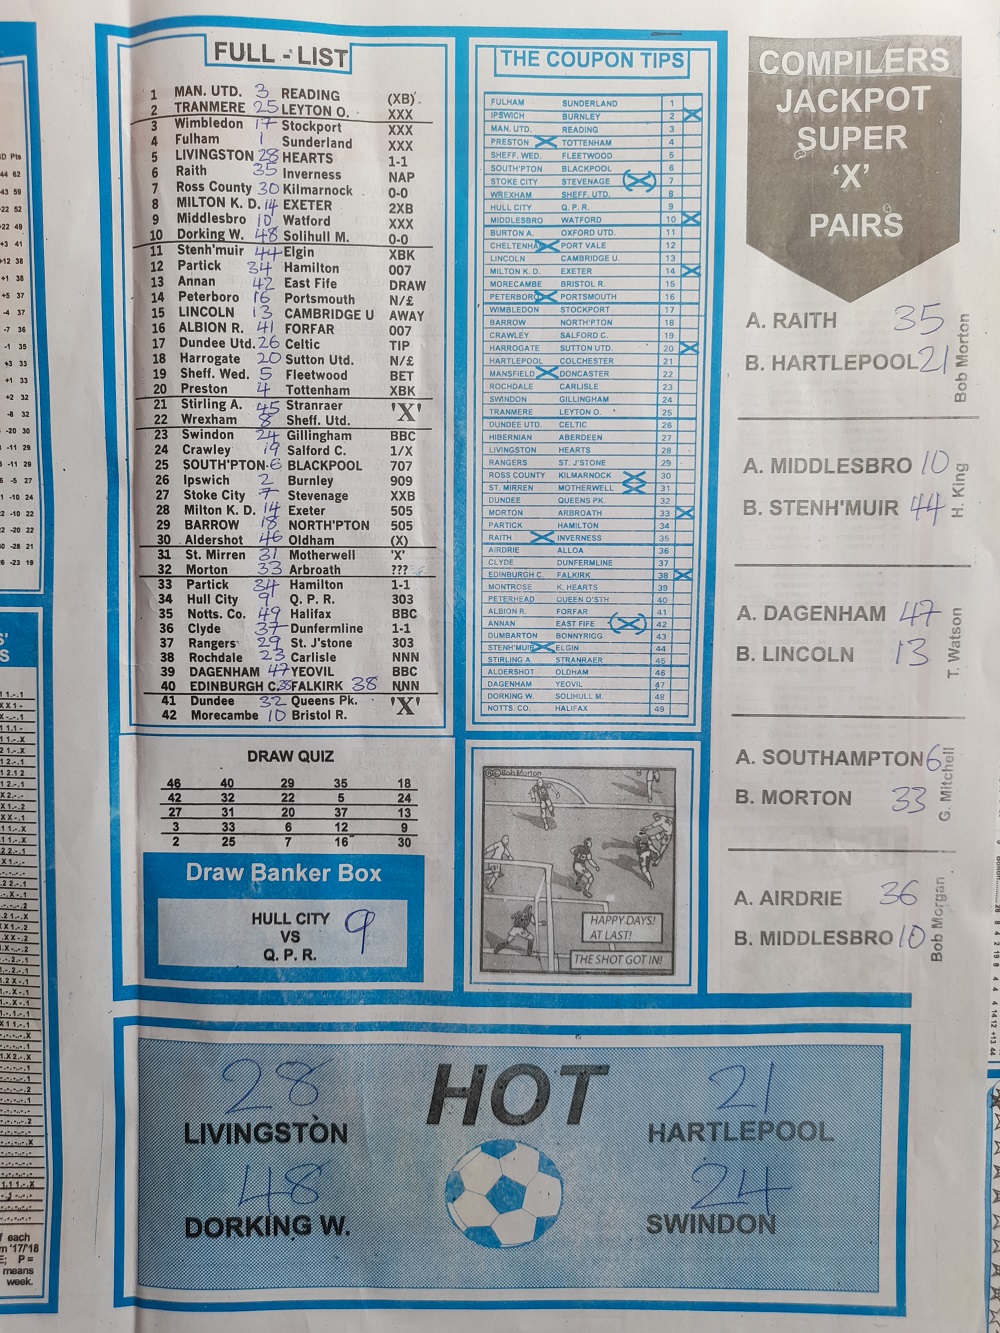 FULL - LIST
1 MAN. UTD. 3 READING (XB)
2 TRANMERE 25 LEYTON O. XXX
3 Wimbledon 17 Stockport XXX
4 Fulham 1 Sunderland XXX
5 LIVINGSTON 28 HEARTS 1-1
6 Raith 35 Inverness NAP
7 Ross County 30 Kilmarnock 0-0
8 MILTON K. D. 14 EXETER 2XB
9 Middlesbro 10 Watford XXX
10 Dorking W. 48 Solihull M. 0-0
11 Stenh'muir 44 Elgin XBK
12 Partick 34 Hamilton 007
13 Annan 42 East Fife DRAW
14 Peterboro 16 Portsmouth N/£
15 LINCOLN 13 CAMBRIDGE U AWAY
16 ALBION R. 41 FORFAR 007
17 Dundee Utd. 26 Celtic TIP
18 Harrogate 20 Sutton Utd. N/£
19 Sheff. Wed. 5 Fleetwood BET
20 Preston 4 Tottenham XBK
21 Stirling A. 45 Stranraer 'X'
22 Wrexham 8 Sheff. Utd.
23 Swindon 24 Gillingham BBC
24 Crawley 19 Salford C. 1/X
25 SOUTH'PTON 6 BLACKPOOL 707
26 Ipswich 2 Burnley 909
27 Stoke City 7 Stevenage XXB
28 Milton K. D. 14 Exeter 505
29 BARROW 18 NORTH'PTON 505
30 Aldershot 46 Oldham (X)
31 St. Mirren 31 Motherwell 'X'
32 Morton 33 Arbroath ???
33 Partick 34 Hamilton 1-1
34 Hull City 9 Q. P. R. 303
35 Notts. Co. 49 Halifax BBC
36 Clyde 37 Dunfermline 1-1
37 Rangers 29 St. J'stone 303
38 Rochdale 23 Carlisle NNN
39 DAGENHAM 47 YEOVIL BBC
40 EDINBURGH C. 38 FALKIRK 38 NNN
41 Dundee 32 Queens Pk. 'X'
42 Morecambe 10 Bristol R.
THE COUPON TIPS
FULHAM SUNDERLAND 1
IPSWICH BURNLEY 2
MAN. UTD. READING 3
PRESTON TOTTENHAM 4
SHEFF. WED. FLEETWOOD 5
SOUTH'PTON BLACKPOOL 6
STOKE CITY STEVENAGE 7
WREXHAM SHEFF. UTD. 8
HULL CITY Q. P. R. 9
MIDDLESBRO WATFORD 10
BURTON A. OXFORD UTD. 11
CHELTENHAM PORT VALE 12
LINCOLN CAMBRIDGE U. 13
MILTON K. D. EXETER 14
MORECAMBE BRISTOL R. 15
PETERBORO PORTSMOUTH 16
WIMBLEDON STOCKPORT 17
BARROW NORTH'PTON 18
CRAWLEY SALFORD C. 19
HARROGATE SUTTON UTD. 20
HARTLEPOOL COLCHESTER 21
MANSFIELD DONCASTER 22
ROCHDALE CARLISLE 23
SWINDON GILLINGHAM 24
TRANMERE LEYTON O. 25
DUNDEE UTD. CELTIC 26
HIBERNIAN ABERDEEN 27
LIVINGSTON HEARTS 28
RANGERS ST. J'STONE 29
ROSS COUNTY KILMARNOCK 30
ST. MIRREN MOTHERWELL 31
DUNDEE QUEENS PK. 32
MORTON ARBROATH 33
PARTICK HAMILTON 34
RAITH INVERNESS 35
AIRDRIE ALLOA 36
CLYDE DUNFERMLINE 37
EDINBURGH C. FALKIRK 38
MONTROSE K. HEARTS 39
PETERHEAD QUEEN O'STH 40
ALBION R. FORFAR 41
ANNAN EAST FIFE 42
DUMBARTON BONNYRIGG 43
STENH'MUIR ELGIN 44
STIRLING A. STRANRAER 45
ALDERSHOT OLDHAM 46
DAGENHAM YEOVIL 47
DORKING W. SOLIHULL M. 48
NOTTS. CO. HALIFAX 49
COMPILERS
JACKPOT
SUPER
'X'
PAIRS
A. RAITH 35
B. HARTLEPOOL 21
Bob Morton
A. MIDDLESBRO 10
B. STENH'MUIR 44
H. King
A. DAGENHAM 47
B. LINCOLN 13
T. Watson
A. SOUTHAMPTON 6
B. MORTON 33
G. Mitchell
A. AIRDRIE 36
B. MIDDLESBRO 10
Bob Morgan
DRAW QUIZ
46 40 29 35 18
42 32 22 5 24
27 31 20 37 13
3 33 6 12 9
2 25 7 16 30
Draw Banker Box
HULL CITY 9
VS
Q. P. R.
©Bob Morton
HAPPY DAYS!
AT LAST!
THE SHOT GOT IN!
HOT
28
LIVINGSTON
21
HARTLEPOOL
48
DORKING W.
24
SWINDON